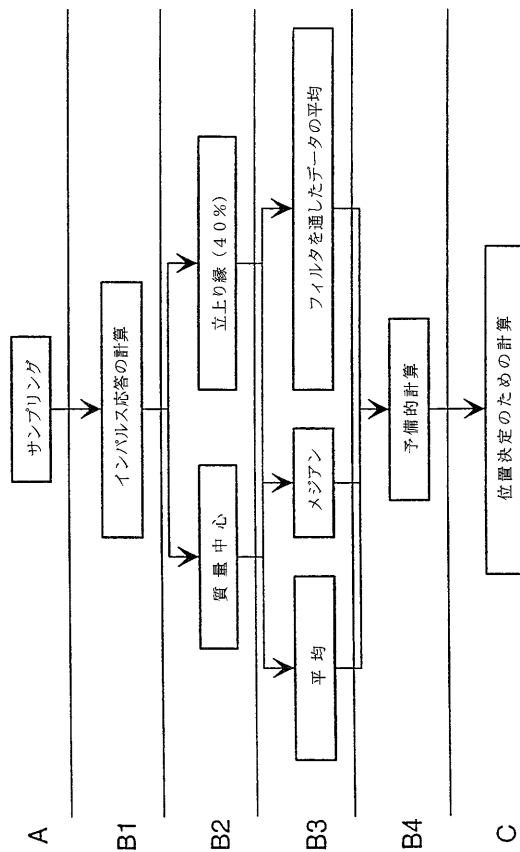 A
サンプリング
B1
インパルス応答の計算
B2
質量中心
立上り縁（40％）
B3
平均
メジアン
フィルタを通したデータの平均
B4
予備的計算
C
位置決定のための計算